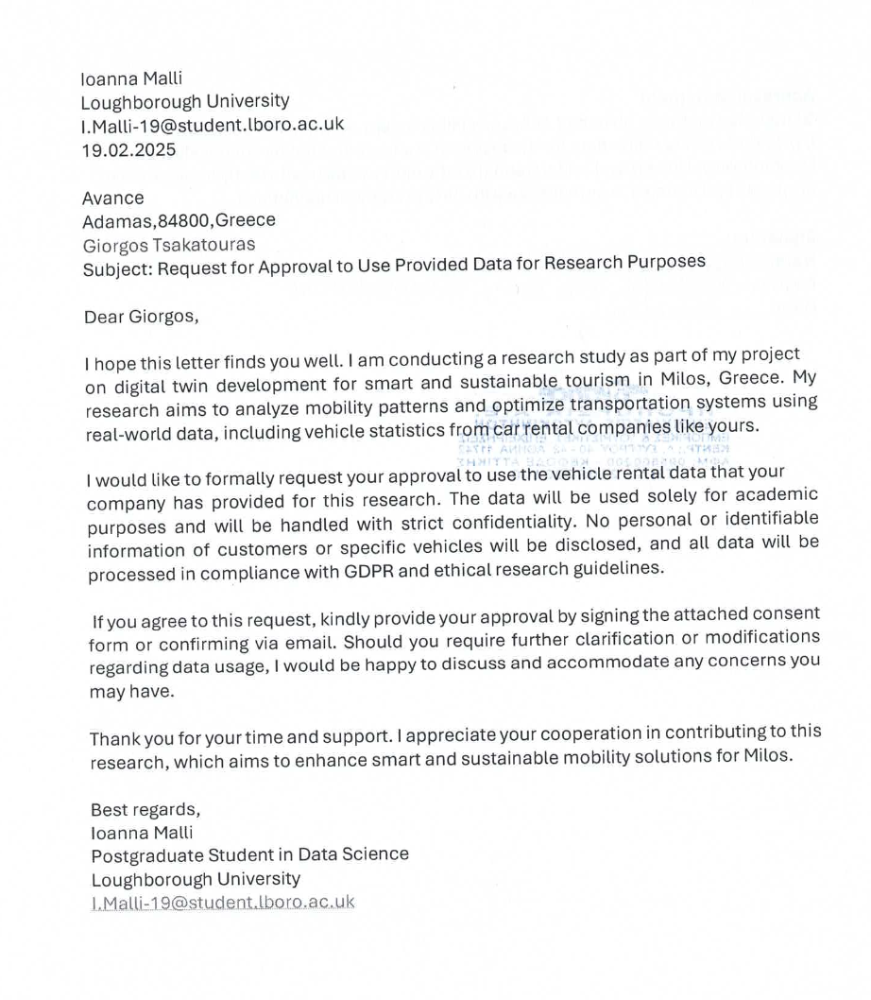 Ioanna Malli
Loughborough University
I.Malli-19@student.lboro.ac.uk
19.02.2025
Avance
Adamas,84800,Greece
Giorgos Tsakatouras
Subject: Request for Approval to Use Provided Data for Research Purposes
Dear Giorgos,
I hope this letter finds you well. I am conducting a research study as part of my project
on digital twin development for smart and sustainable tourism in Milos, Greece. My
research aims to analyze mobility patterns and optimize transportation systems using
real-world data, including vehicle statistics from car rental companies like yours.
I would like to formally request your approval to use the vehicle rental data that your
company has provided for this research. The data will be used solely for academic
purposes and will be handled with strict confidentiality. No personal or identifiable
information of customers or specific vehicles will be disclosed, and all data will be
processed in compliance with GDPR and ethical research guidelines.
If you agree to this request, kindly provide your approval by signing the attached consent
form or confirming via email. Should you require further clarification or modifications
regarding data usage, I would be happy to discuss and accommodate any concerns you
may have.
Thank you for your time and support. I appreciate your cooperation in contributing to this
research, which aims to enhance smart and sustainable mobility solutions for Milos.
Best regards,
Ioanna Malli
Postgraduate Student in Data Science
Loughborough University
I.Malli-19@student.lboro.ac.uk